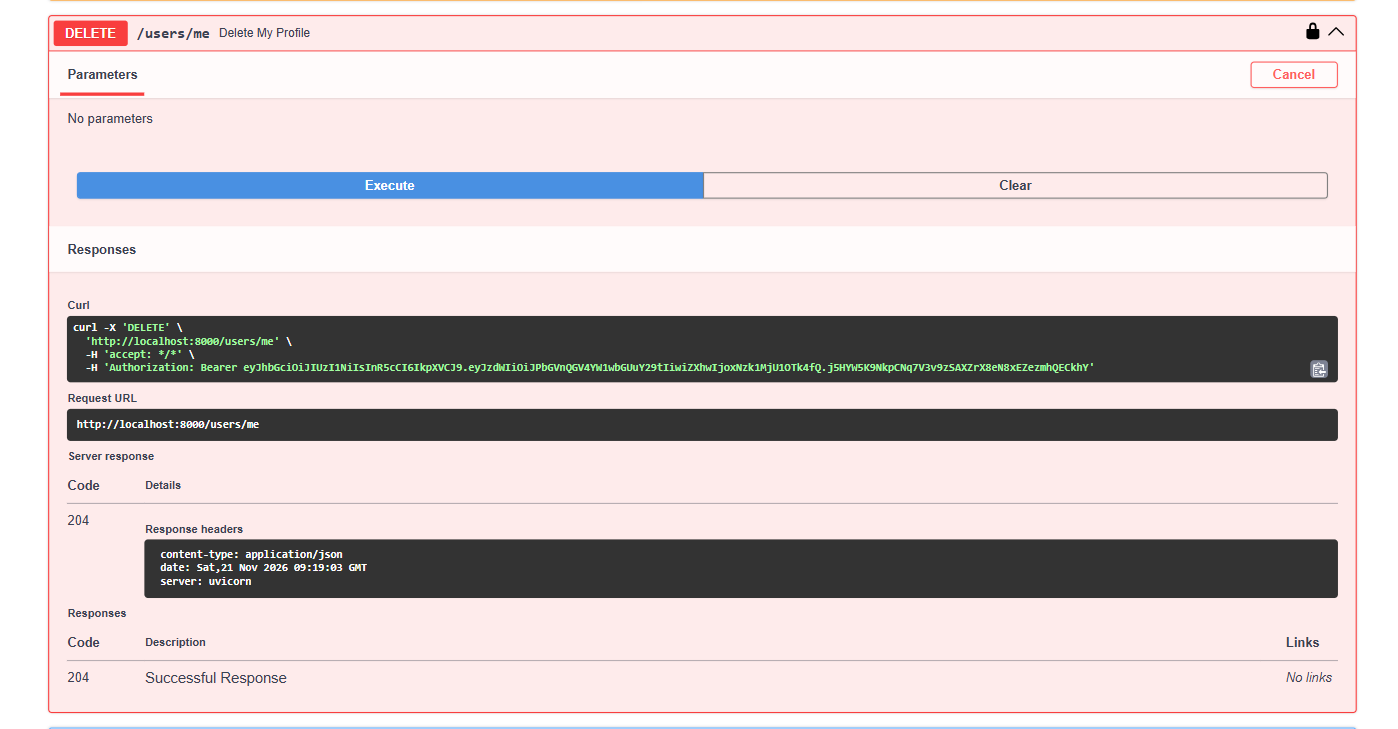 DELETE /users/me Delete My Profile
Parameters
Cancel
No parameters
Execute
Clear
Responses
Curl
curl -X 'DELETE' \
'http://localhost:8000/users/me' \
-H 'accept: */*' \
-H 'Authorization: Bearer eyJhbGciOiJIUzI1NiIsInR5cCI6IkpXVCJ9.eyJzdWIiOiJPbGVnQGV4YW1wbGUuY29tIiwiZXhwIjoxNzk1MjU1OTk4fQ.j5HYW5K9NkpCNq7V3v9zSAXZrX8eN8xEZezmhQECkhY'
Request URL
http://localhost:8000/users/me
Server response
Code Details
204
Response headers
content-type: application/json
date: Sat,21 Nov 2026 09:19:03 GMT
server: uvicorn
Responses
Code Description Links
204 Successful Response No links